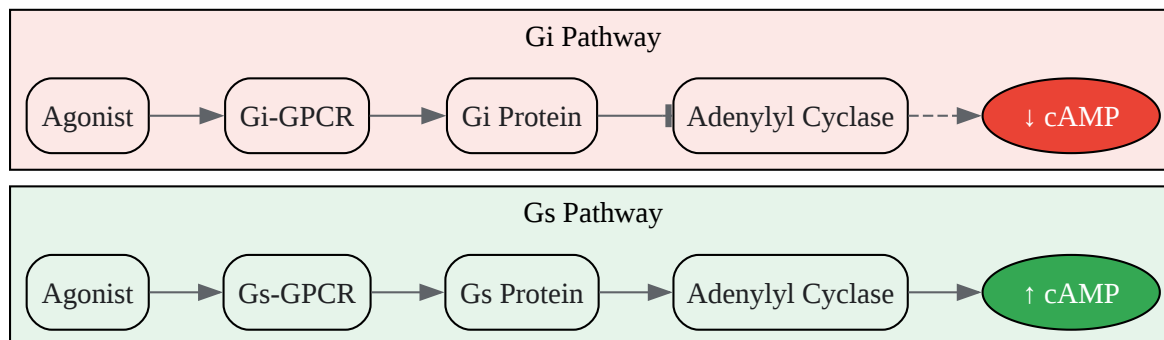 Gi Pathway
Agonist
Gi-GPCR
Gi Protein
Adenylyl Cyclase
↓ cAMP
Gs Pathway
Agonist
Gs-GPCR
Gs Protein
Adenylyl Cyclase
↑ cAMP